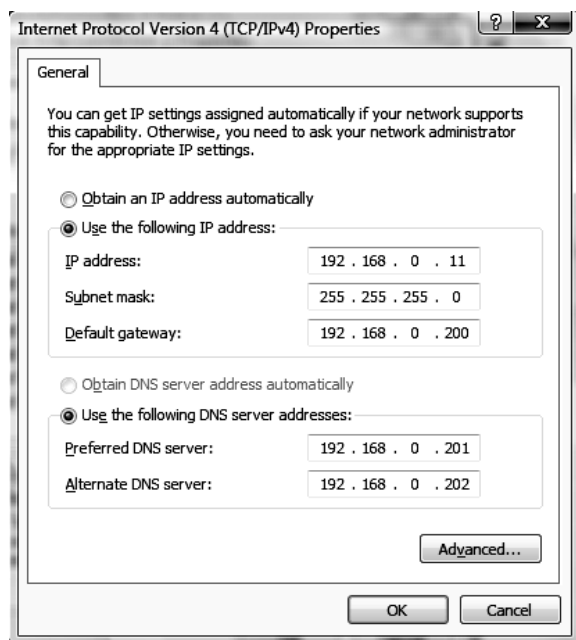 Internet Protocol Version 4 (TCP/IPv4) Properties
? X
General
You can get IP settings assigned automatically if your network supports
this capability. Otherwise, you need to ask your network administrator
for the appropriate IP settings.
Obtain an IP address automatically
Use the following IP address:
IP address: 192 . 168 . 0 . 11
Subnet mask: 255 . 255 . 255 . 0
Default gateway: 192 . 168 . 0 . 200
Obtain DNS server address automatically
Use the following DNS server addresses:
Preferred DNS server: 192 . 168 . 0 . 201
Alternate DNS server: 192 . 168 . 0 . 202
Advanced...
OK Cancel